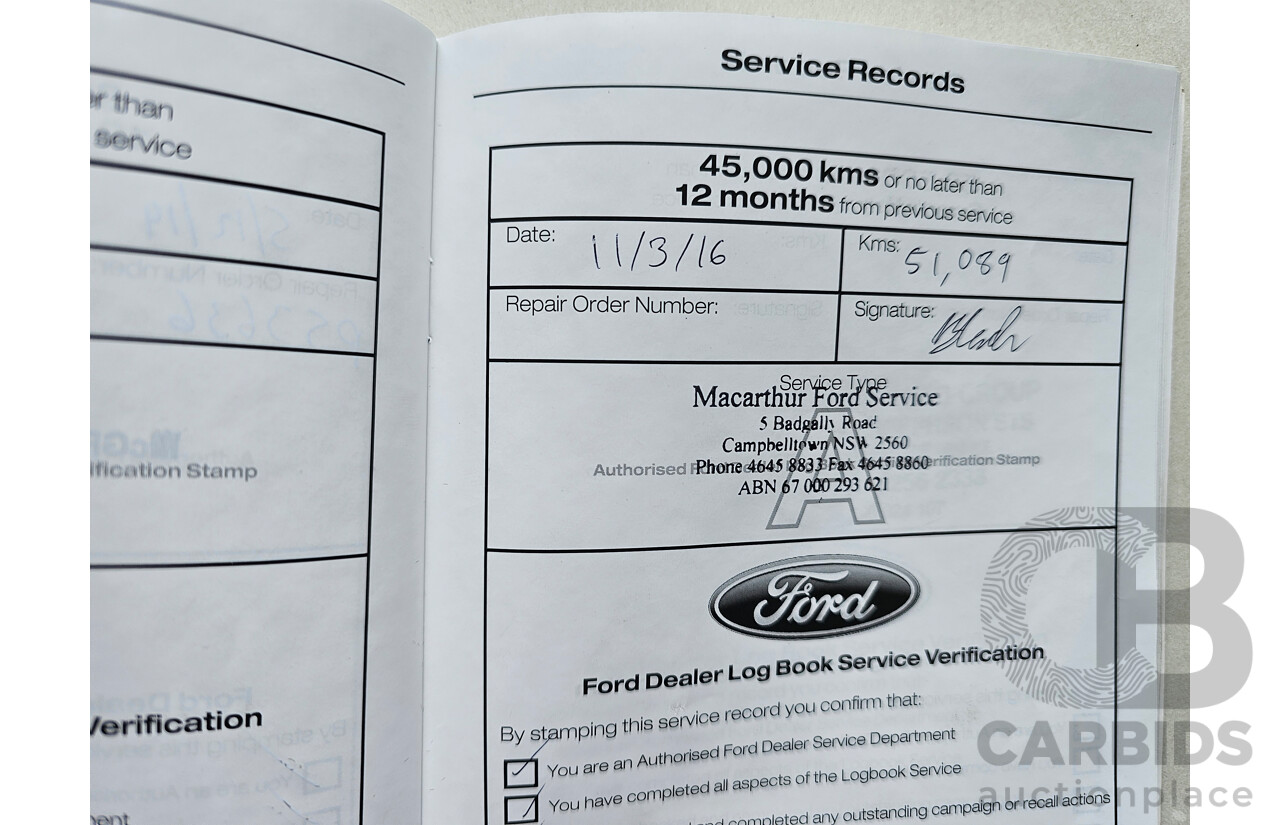 er than
service
ification Stamp
Verification
ment
Service Records
45,000 kms or no later than
12 months from previous service
Date: 11/3/16
Kms: 51,089
Repair Order Number:
Signature:
Service Type
Macarthur Ford Service
5 Badgally Road
Campbelltown NSW 2560
Phone 4645 8833 Fax 4645 8860
Authorised
erification Stamp
ABN 67 000 293 621
A
Ford
Ford Dealer Log Book Service Verification
By stamping this service record you confirm that:
You are an Authorised Ford Dealer Service Department
You have completed all aspects of the Logbook Service
and completed any outstanding campaign or recall actions
CB
CARBIDS
auctionplace